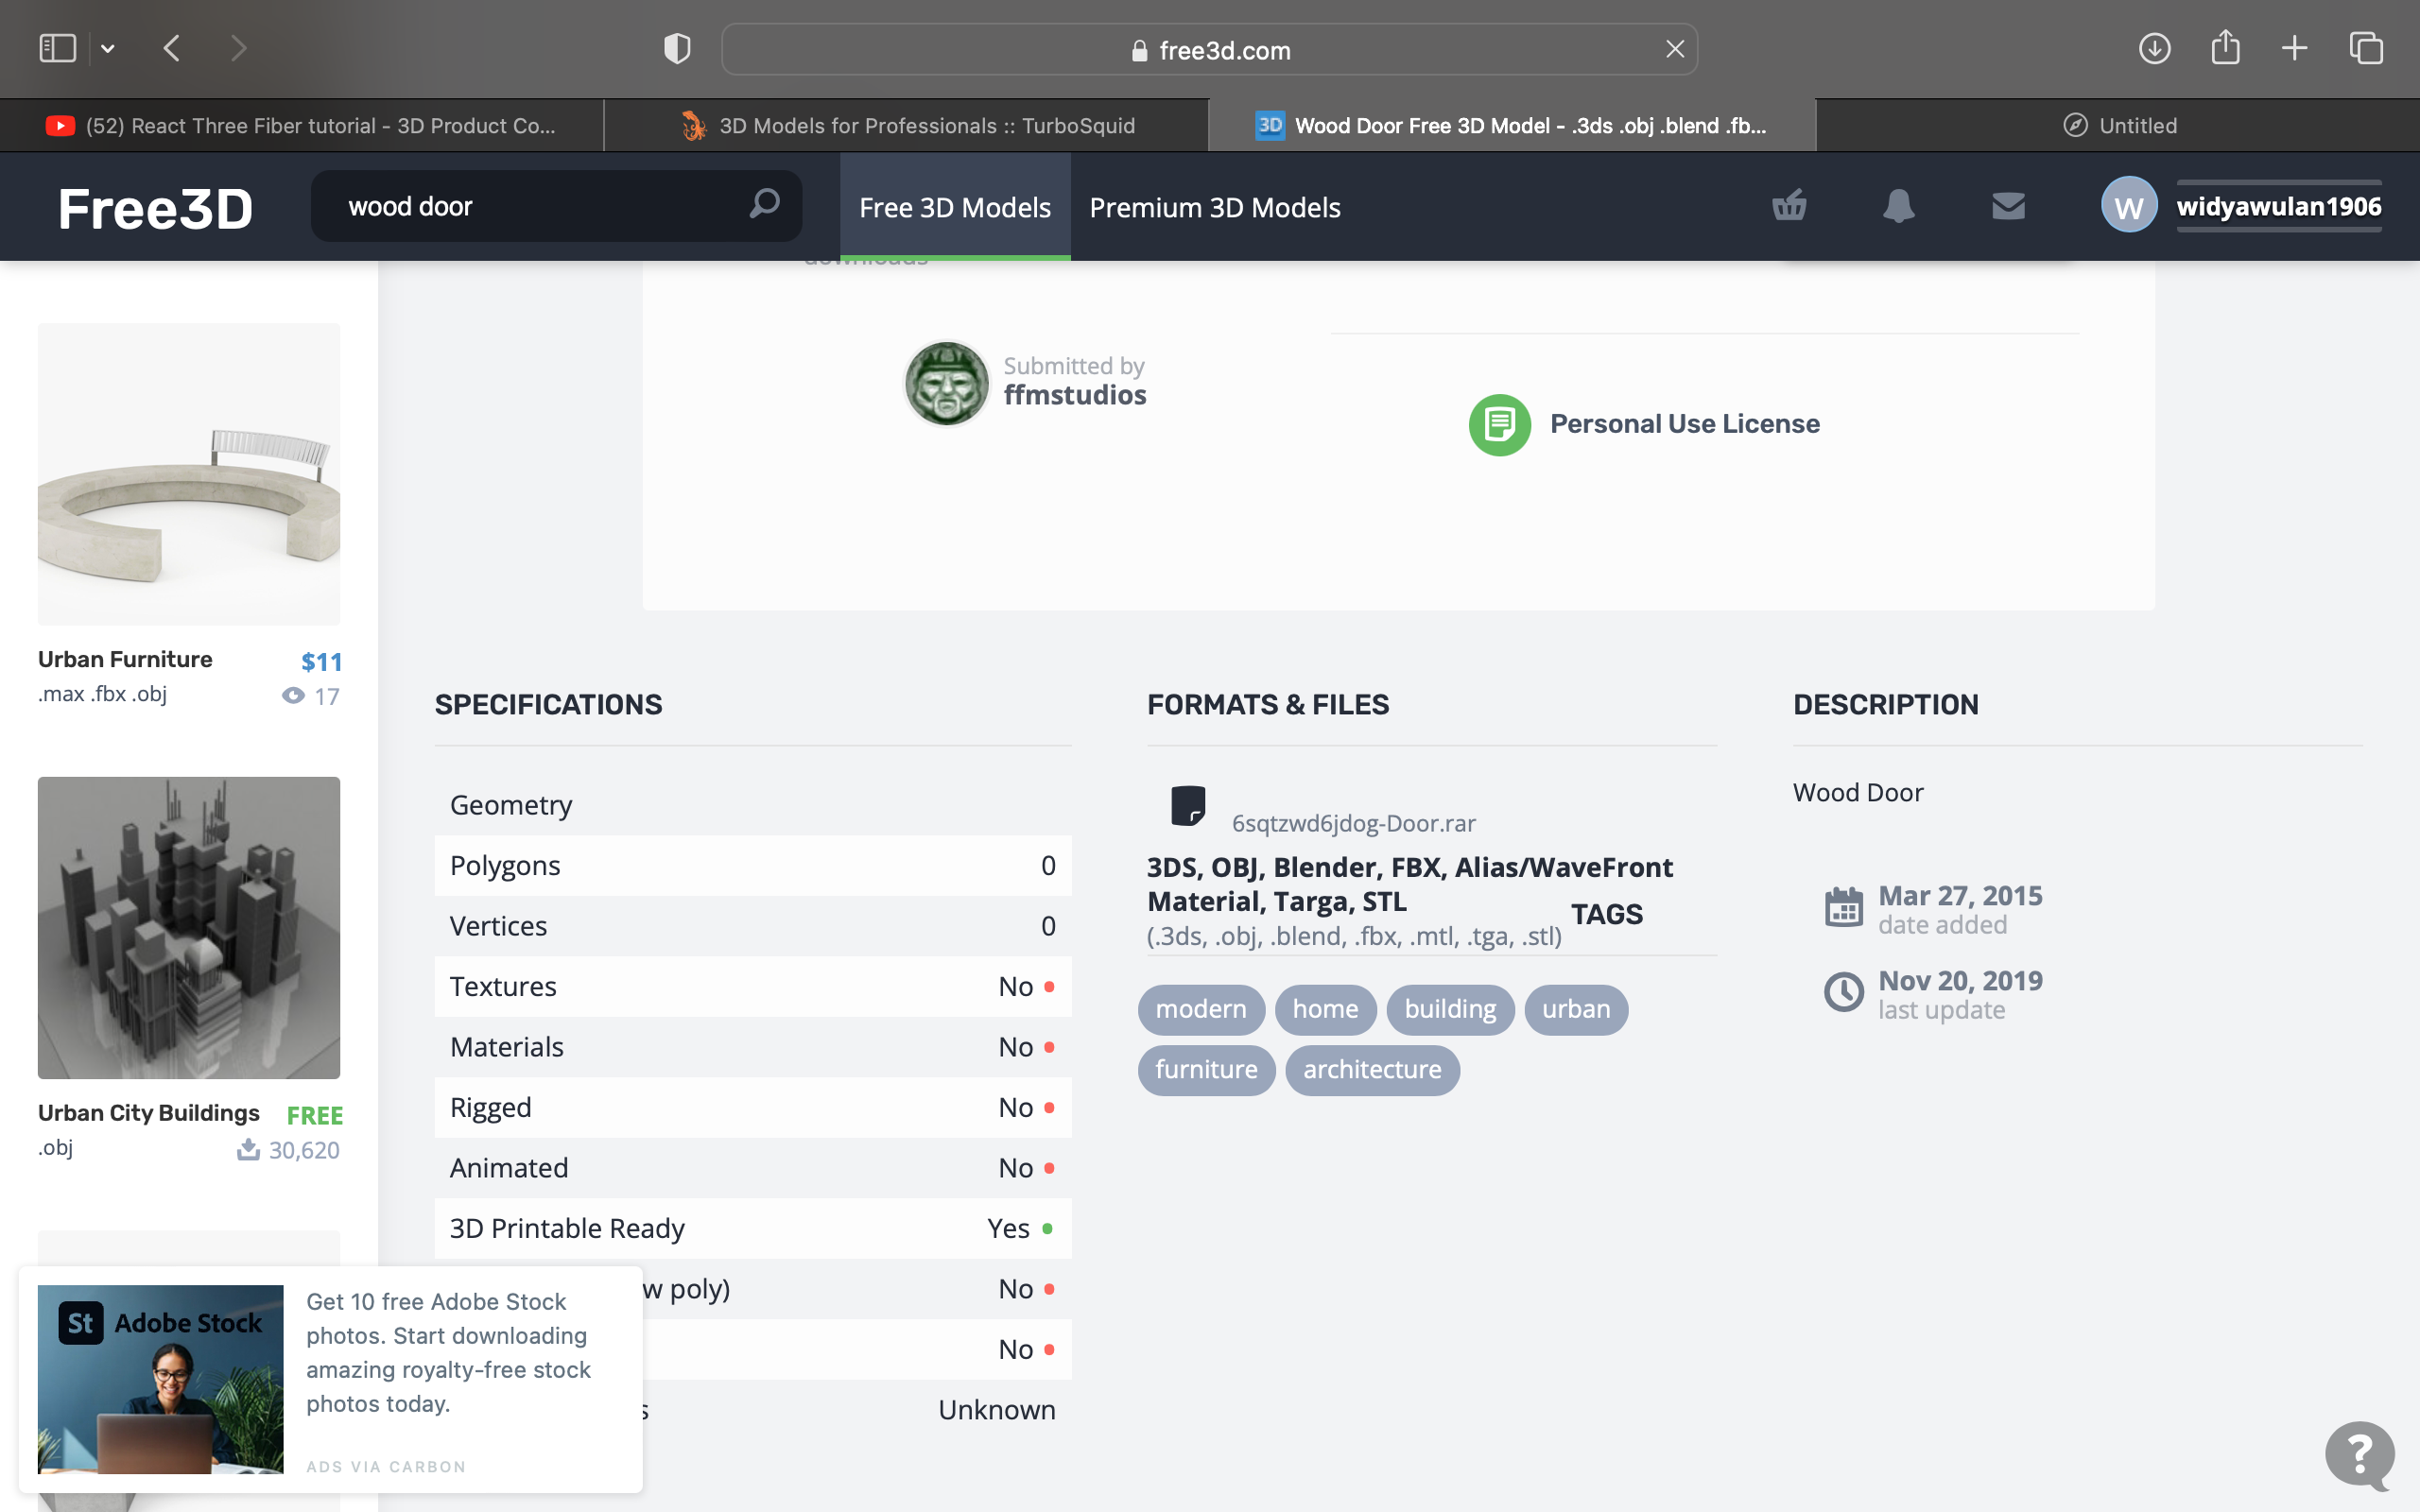 free3d.com
(52) React Three Fiber tutorial - 3D Product Co...
3D Models for Professionals :: TurboSquid
3D Wood Door Free 3D Model - .3ds .obj .blend .fb...
Untitled
Free3D
wood door
Free 3D Models
Premium 3D Models
W
widyawulan1906
downloads
Submitted by
ffmstudios
Personal Use License
Urban Furniture $11
.max .fbx .obj 17
Urban City Buildings FREE
.obj 30,620
SPECIFICATIONS
Geometry
Polygons 0
Vertices 0
Textures No
Materials No
Rigged No
Animated No
3D Printable Ready Yes
w poly) No
No
s Unknown
FORMATS & FILES
6sqtzwd6jdog-Door.rar
3DS, OBJ, Blender, FBX, Alias/WaveFront
Material, Targa, STL
(.3ds, .obj, .blend, .fbx, .mtl, .tga, .stl)
TAGS
modern home building urban
furniture architecture
DESCRIPTION
Wood Door
Mar 27, 2015
date added
Nov 20, 2019
last update
St Adobe Stock
Get 10 free Adobe Stock
photos. Start downloading
amazing royalty-free stock
photos today.
ADS VIA CARBON
?